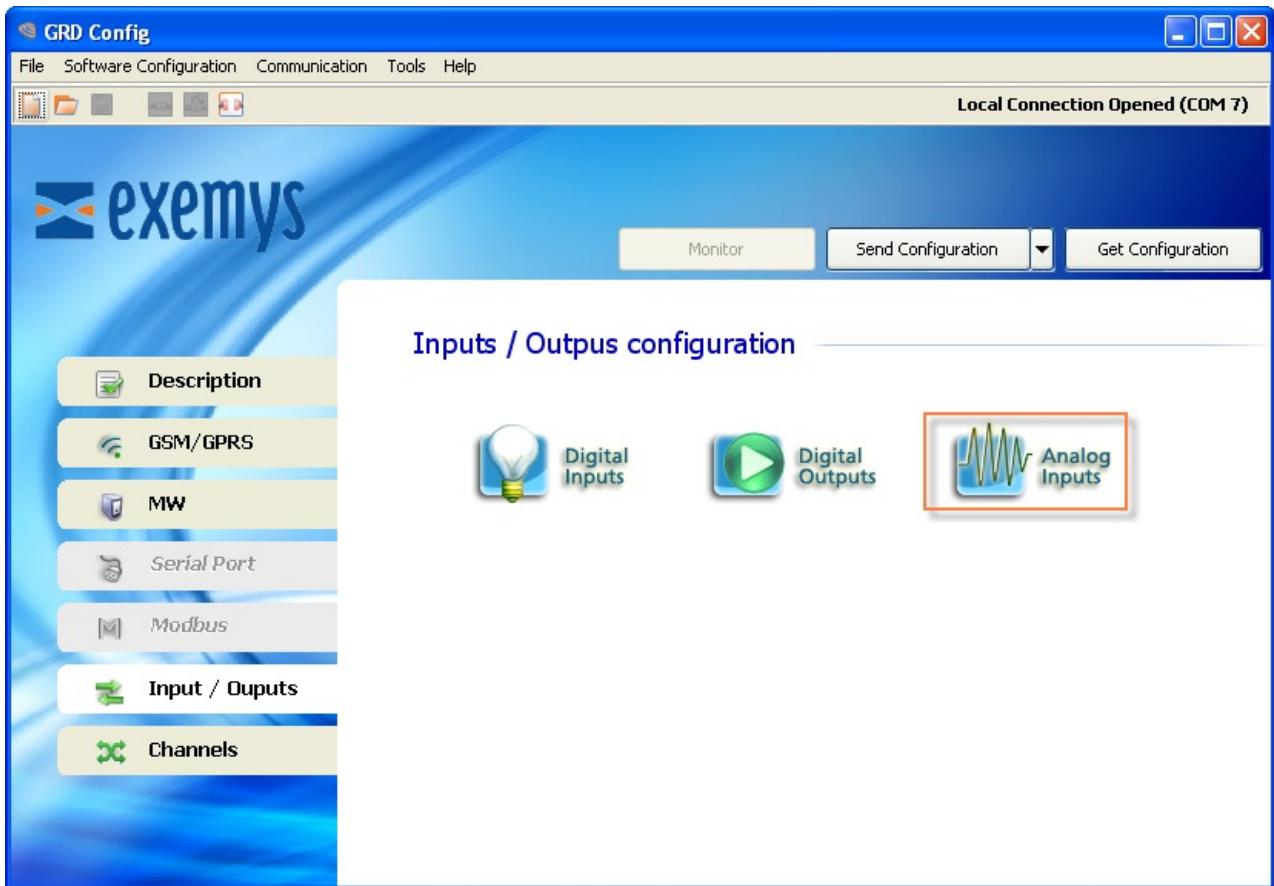 GRD Config
File Software Configuration Communication Tools Help
Local Connection Opened (COM 7)
exemys
Monitor Send Configuration Get Configuration
Inputs / Outpus configuration
Description
GSM/GPRS
MW
Serial Port
Modbus
Input / Ouputs
Channels
Digital
Inputs
Digital
Outputs
Analog
Inputs